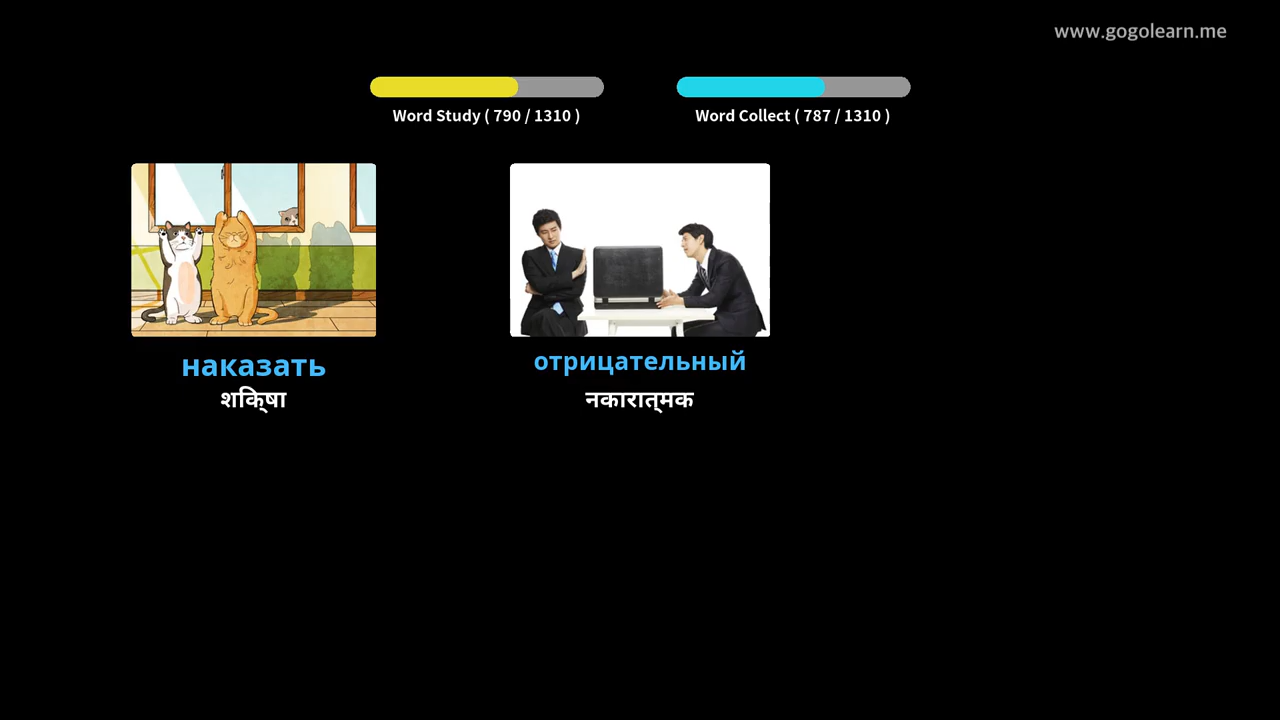 www.gogolearn.me
Word Study ( 790 / 1310 )
Word Collect ( 787 / 1310 )
наказать
शक्षिा
отрицательный
नकारात्मक